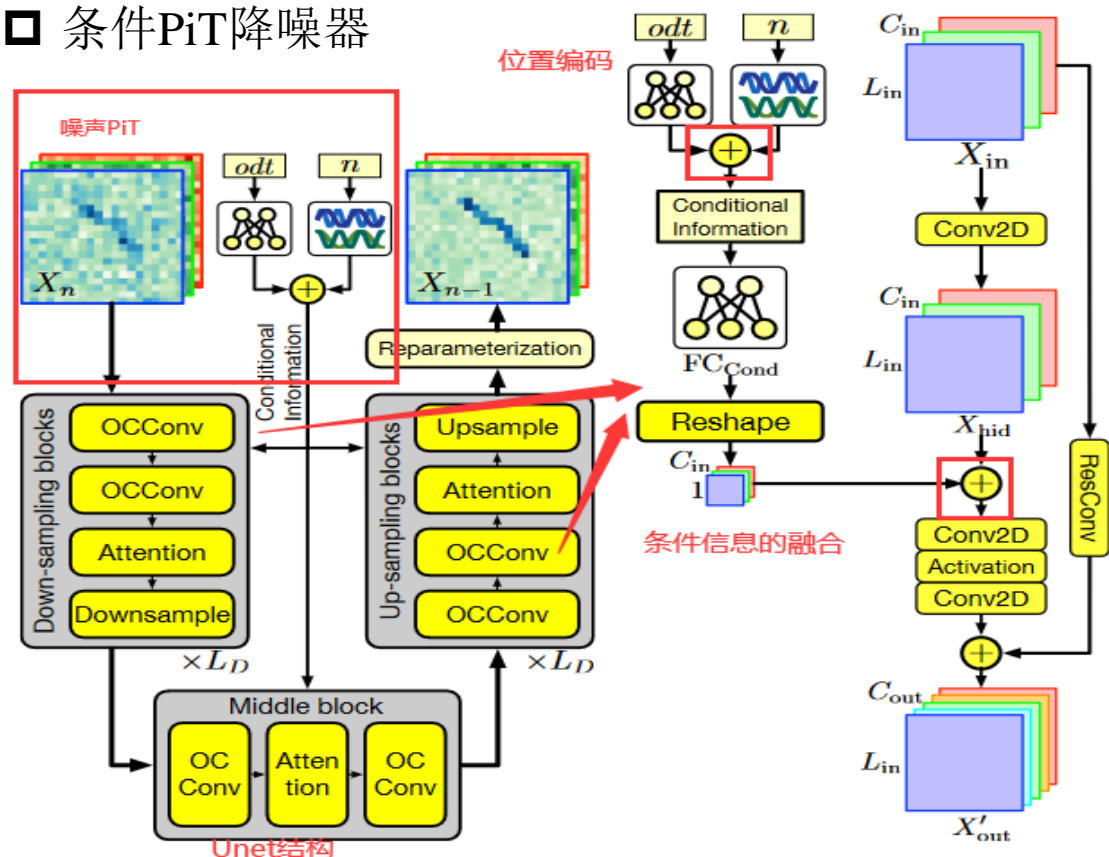 条件PiT降噪器
噪声PiT
odt
n
X_n
X_{n-1}
Conditional
Information
Reparameterization
Down-sampling blocks
OCConv
OCConv
Attention
Downsample
×L_D
Up-sampling blocks
Upsample
Attention
OCConv
OCConv
×L_D
Middle block
OC
Conv
Atten
tion
OC
Conv
Unet结构
位置编码
odt
n
Conditional
Information
FC_Cond
Reshape
C_in
1
条件信息的融合
C_in
L_in
X_in
Conv2D
C_in
L_in
X_hid
ResConv
Conv2D
Activation
Conv2D
C_out
L_in
X'_out